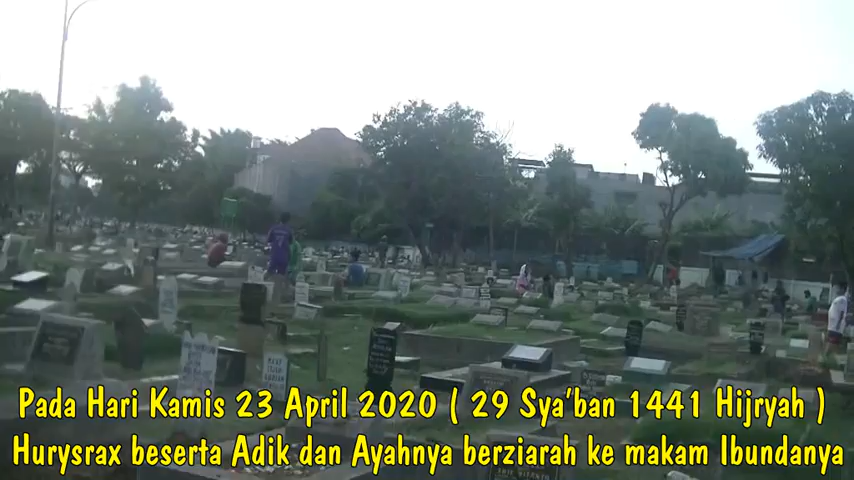 Pada Hari Kamis 23 April 2020 ( 29 Sya'ban 1441 Hijryah )
Hurysrax beserta Adik dan Ayahnya berziarah ke makam Ibundanya